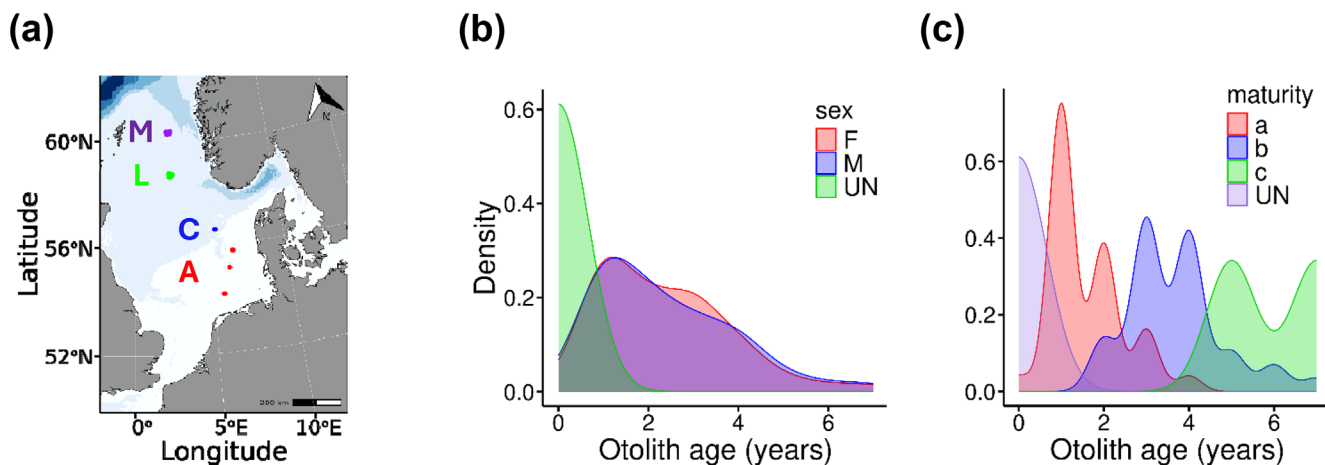 (a)
(b)
(c)
M
L
C
A
N
60°N
56°N
52°N
Latitude
200 km
0°
5°E
10°E
Longitude
sex
F
M
UN
0.6
0.4
0.2
0.0
Density
0
2
4
6
Otolith age (years)
maturity
a
b
c
UN
0.6
0.4
0.2
0.0
0
2
4
6
Otolith age (years)